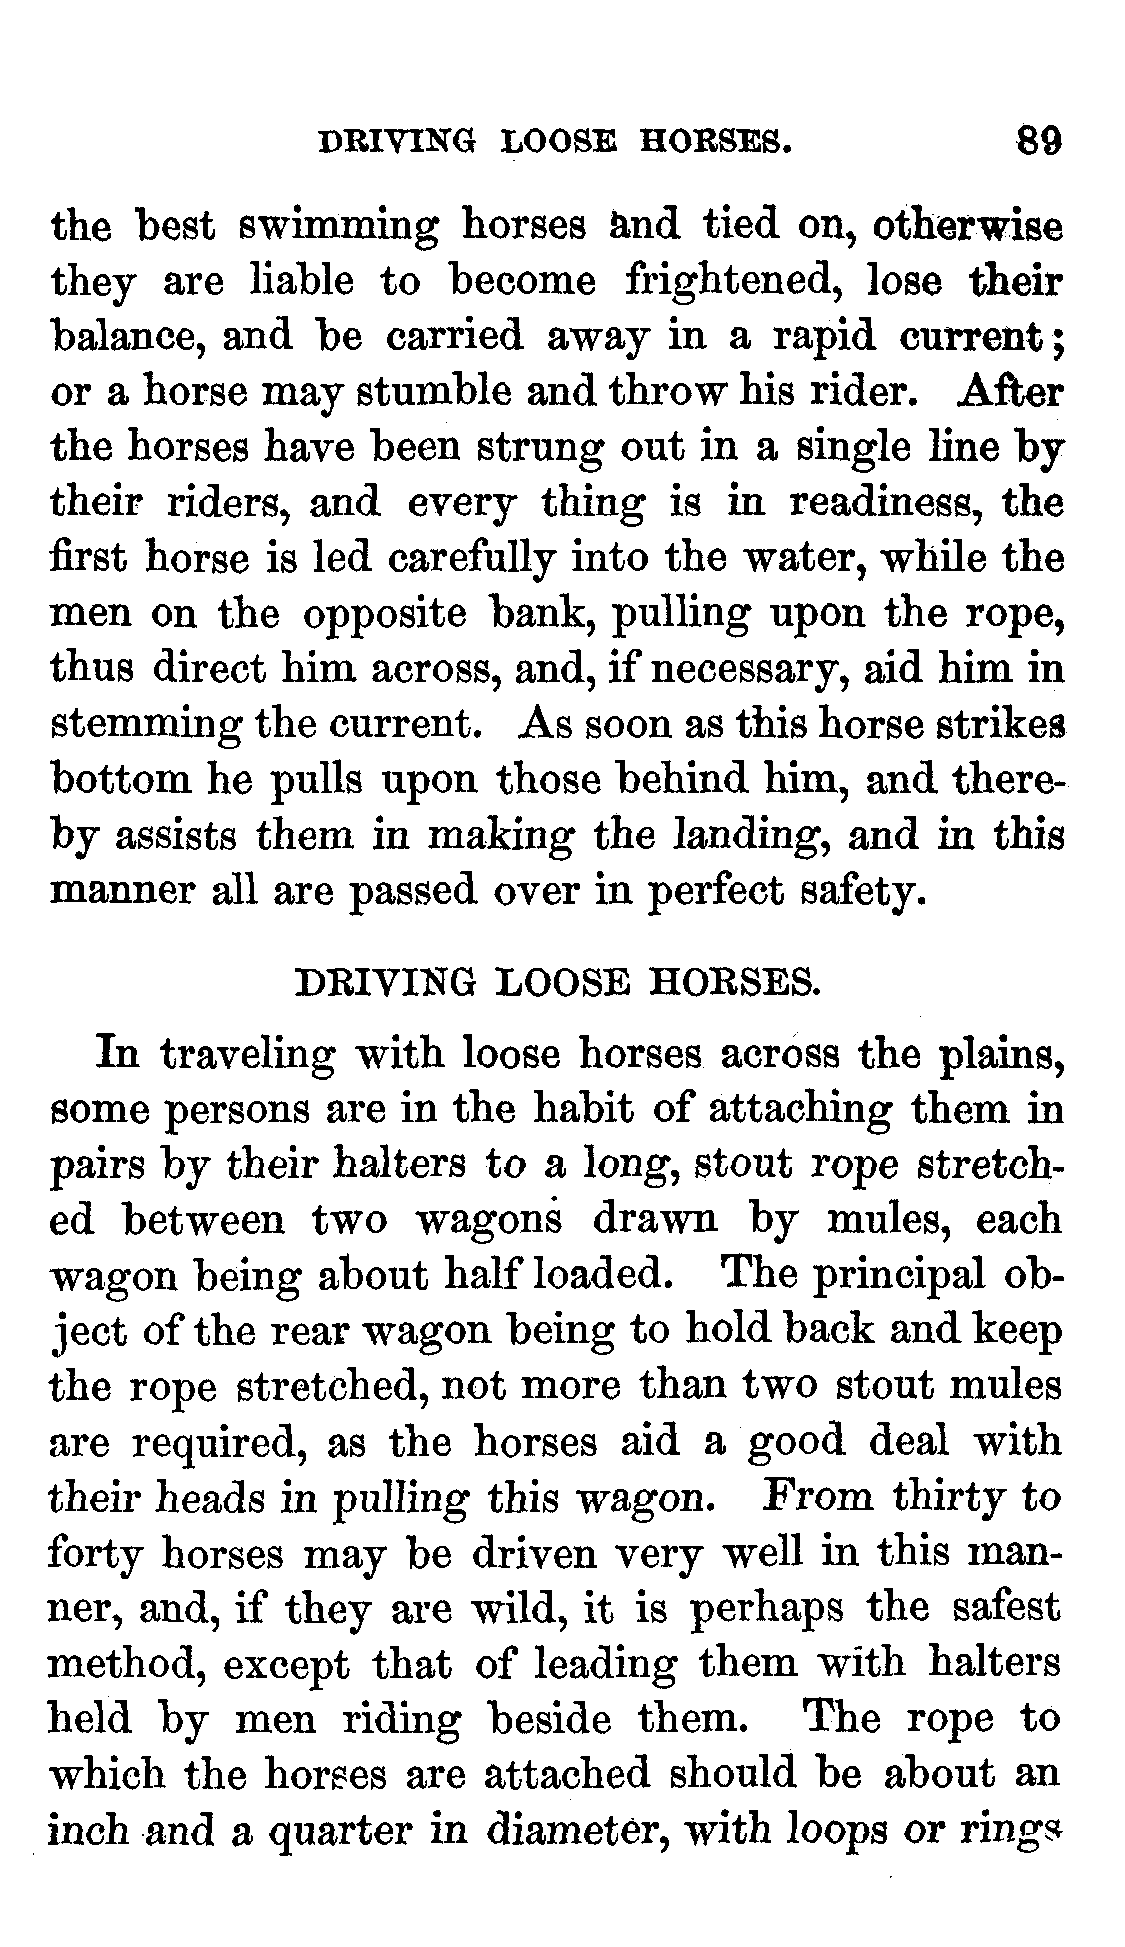 DRIVING LOOSE HORSES. 89
the best swimming horses and tied on, otherwise
they are liable to become frightened, lose their
balance, and be carried away in a rapid current;
or a horse may stumble and throw his rider. After
the horses have been strung out in a single line by
their riders, and every thing is in readiness, the
first horse is led carefully into the water, while the
men on the opposite bank, pulling upon the rope,
thus direct him across, and, if necessary, aid him in
stemming the current. As soon as this horse strikes
bottom he pulls upon those behind him, and there-
by assists them in making the landing, and in this
manner all are passed over in perfect safety.
DRIVING LOOSE HORSES.
In traveling with loose horses across the plains,
some persons are in the habit of attaching them in
pairs by their halters to a long, stout rope stretch-
ed between two wagons drawn by mules, each
wagon being about half loaded. The principal ob-
ject of the rear wagon being to hold back and keep
the rope stretched, not more than two stout mules
are required, as the horses aid a good deal with
their heads in pulling this wagon. From thirty to
forty horses may be driven very well in this man-
ner, and, if they are wild, it is perhaps the safest
method, except that of leading them with halters
held by men riding beside them. The rope to
which the horses are attached should be about an
inch and a quarter in diameter, with loops or rings